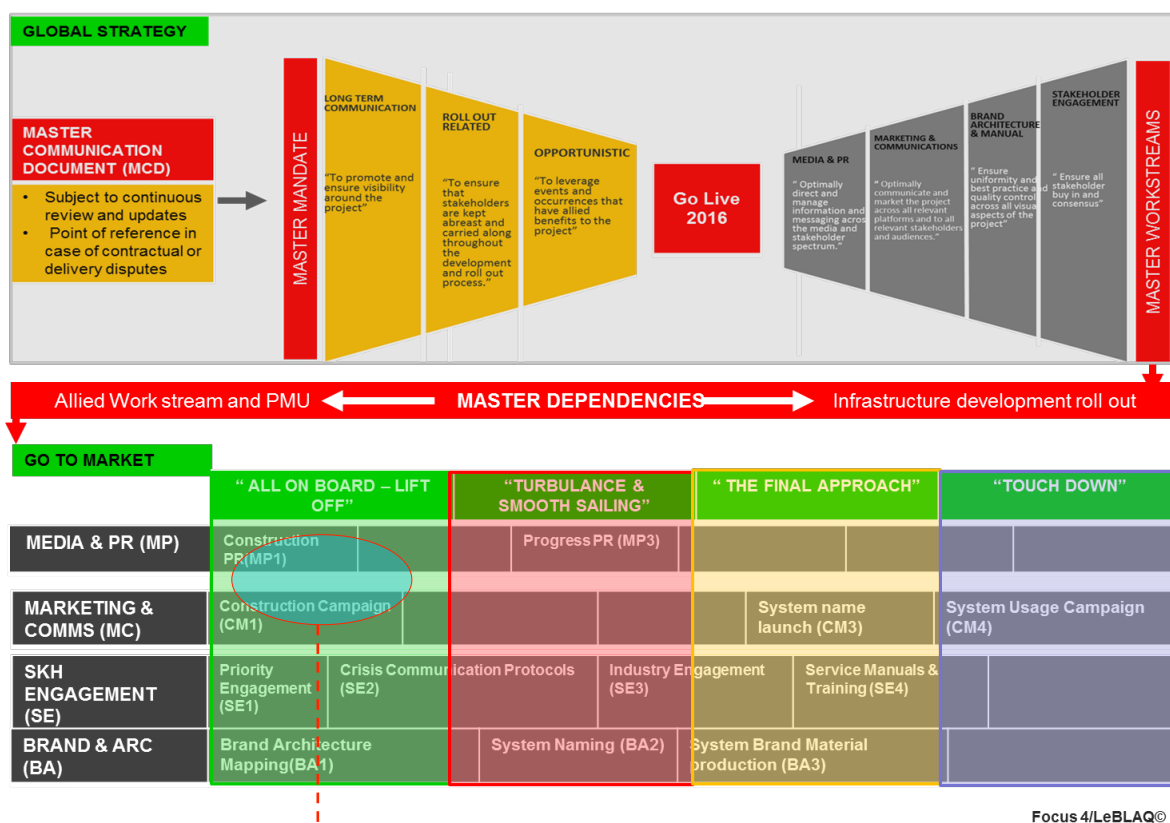 GLOBAL STRATEGY
MASTER
COMMUNICATION
DOCUMENT (MCD)
• Subject to continuous
review and updates
• Point of reference in
case of contractual or
delivery disputes
MASTER MANDATE
LONG TERM
COMMUNICATION
“To promote and
ensure visibility
around the
project”
ROLL OUT
RELATED
“To ensure
that
stakeholders
are kept
abreast and
carried along
throughout
the
development
and roll out
process.”
OPPORTUNISTIC
“To leverage
events and
occurrences that
have allied
benefits to the
project”
Go Live
2016
MEDIA & PR
“ Optimally
direct and
manage
information and
messaging acros
the media and
stakeholder
spectrum.”
MARKETING &
COMMUNICATIONS
“ Optimally
communicate and
market the project
across all relevant
platforms and to all
relevant stakeholders
and audiences.”
BRAND
ARCHITECTURE
& MANUAL
“ Ensure
uniformity and
best practice and
quality control
across all visual
aspects of the
project”
STAKEHOLDER
ENGAGEMENT
“ Ensure all
stakeholder
buy in and
consensus”
MASTER WORKSTREAMS
Allied Work stream and PMU
MASTER DEPENDENCIES
Infrastructure development roll out
GO TO MARKET
“ ALL ON BOARD – LIFT
OFF”
“TURBULANCE &
SMOOTH SAILING”
“ THE FINAL APPROACH”
“TOUCH DOWN”
MEDIA & PR (MP)
Construction
PR(MP1)
Progress PR (MP3)
MARKETING &
COMMS (MC)
Construction Campaign
(CM1)
System name
launch (CM3)
System Usage Campaign
(CM4)
SKH
ENGAGEMENT
(SE)
Priority
Engagement
(SE1)
Crisis Communication Protocols
(SE2)
Industry Engagement
(SE3)
Service Manuals &
Training(SE4)
BRAND & ARC
(BA)
Brand Architecture
Mapping(BA1)
System Naming (BA2)
System Brand Material
production (BA3)
Focus 4/LeBLAQ©